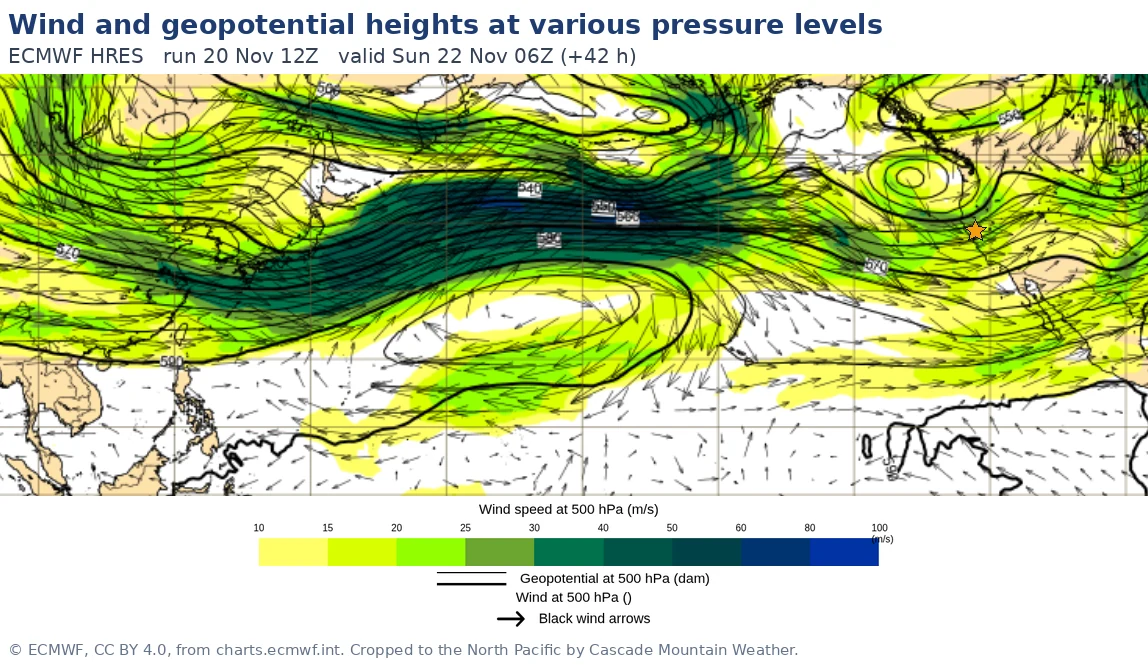 Wind and geopotential heights at various pressure levels
ECMWF HRES run 20 Nov 12Z valid Sun 22 Nov 06Z (+42 h)
540
570
570
590
Wind speed at 500 hPa (m/s)
10 15 20 25 30 40 50 60 80 100
(m/s)
Geopotential at 500 hPa (dam)
Wind at 500 hPa ()
Black wind arrows
© ECMWF, CC BY 4.0, from charts.ecmwf.int. Cropped to the North Pacific by Cascade Mountain Weather.